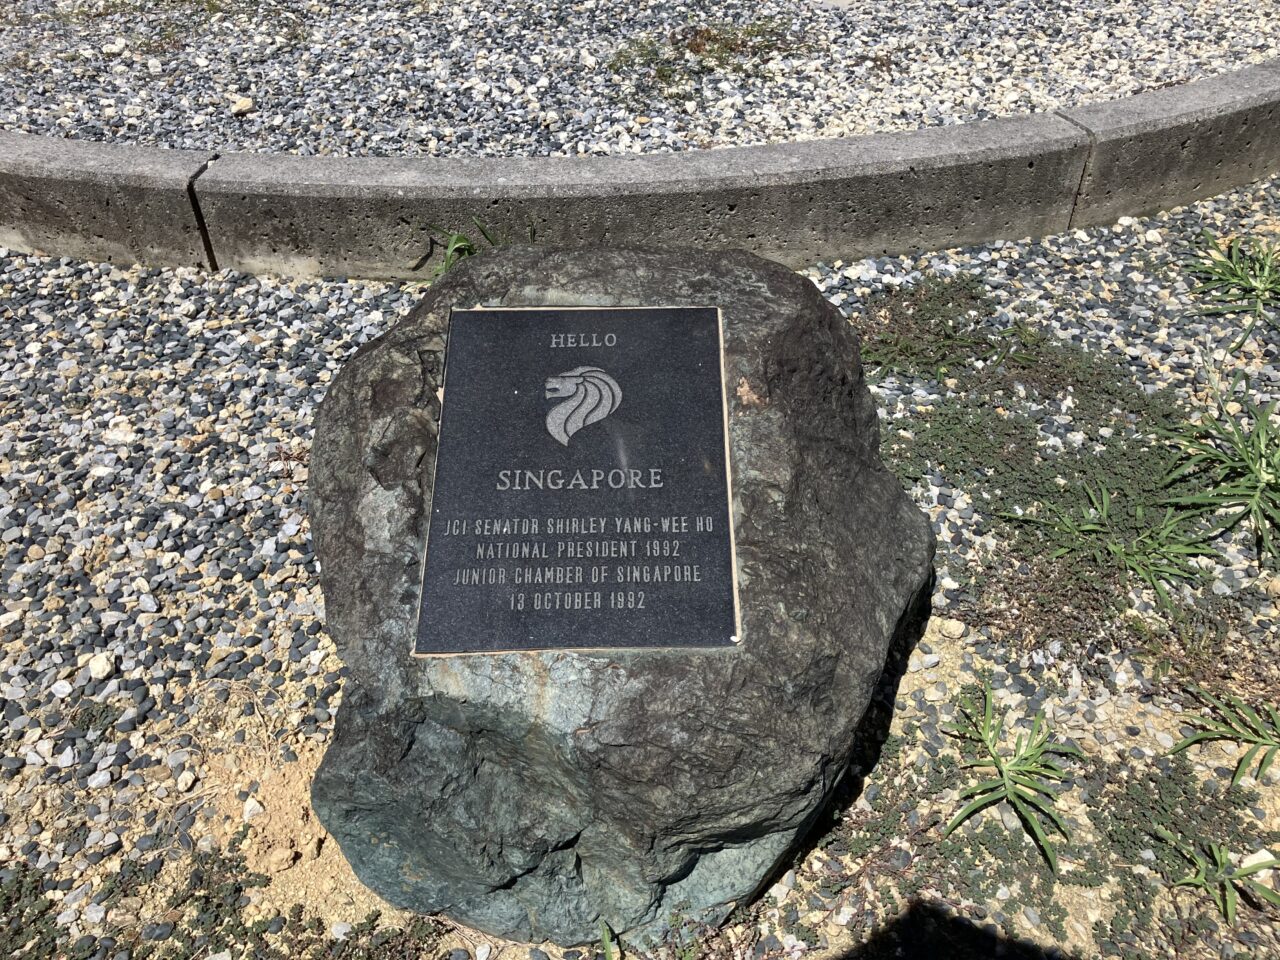 HELLO
SINGAPORE
JCI SENATOR SHIRLEY YANG-WEE HO
NATIONAL PRESIDENT 1992
JUNIOR CHAMBER OF SINGAPORE
13 OCTOBER 1992